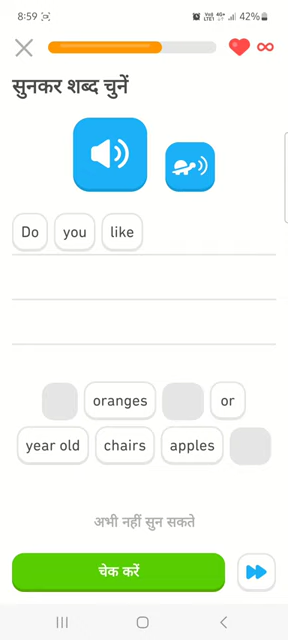 8:59 42%
सुनकर शब्द चुनें
Do you like
oranges or
year old chairs apples
अभी नहीं सुन सकते
चेक करें